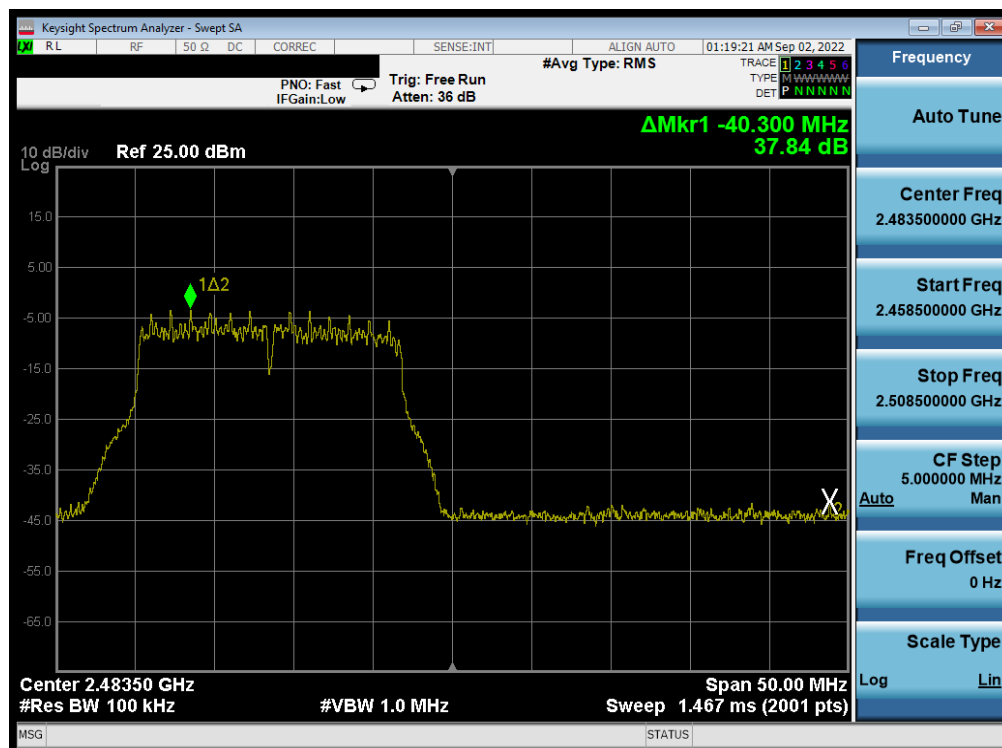 Keysight Spectrum Analyzer - Swept SA
LXI RL RF 50 Ω DC CORREC SENSE:INT ALIGN AUTO 01:19:21 AM Sep 02, 2022
PNO: Fast
IFGain:Low
Trig: Free Run
Atten: 36 dB
#Avg Type: RMS
TRACE 1 2 3 4 5 6
TYPE M WWWWW
DET P N N N N N
ΔMkr1 -40.300 MHz
37.84 dB
10 dB/div Ref 25.00 dBm
Log
15.0
5.00
1Δ2
-5.00
-15.0
-25.0
-35.0
X2
-45.0
-55.0
-65.0
Center 2.48350 GHz Span 50.00 MHz
#Res BW 100 kHz #VBW 1.0 MHz Sweep 1.467 ms (2001 pts)
MSG STATUS
Frequency
Auto Tune
Center Freq
2.483500000 GHz
Start Freq
2.458500000 GHz
Stop Freq
2.508500000 GHz
CF Step
5.000000 MHz
Auto Man
Freq Offset
0 Hz
Scale Type
Log Lin